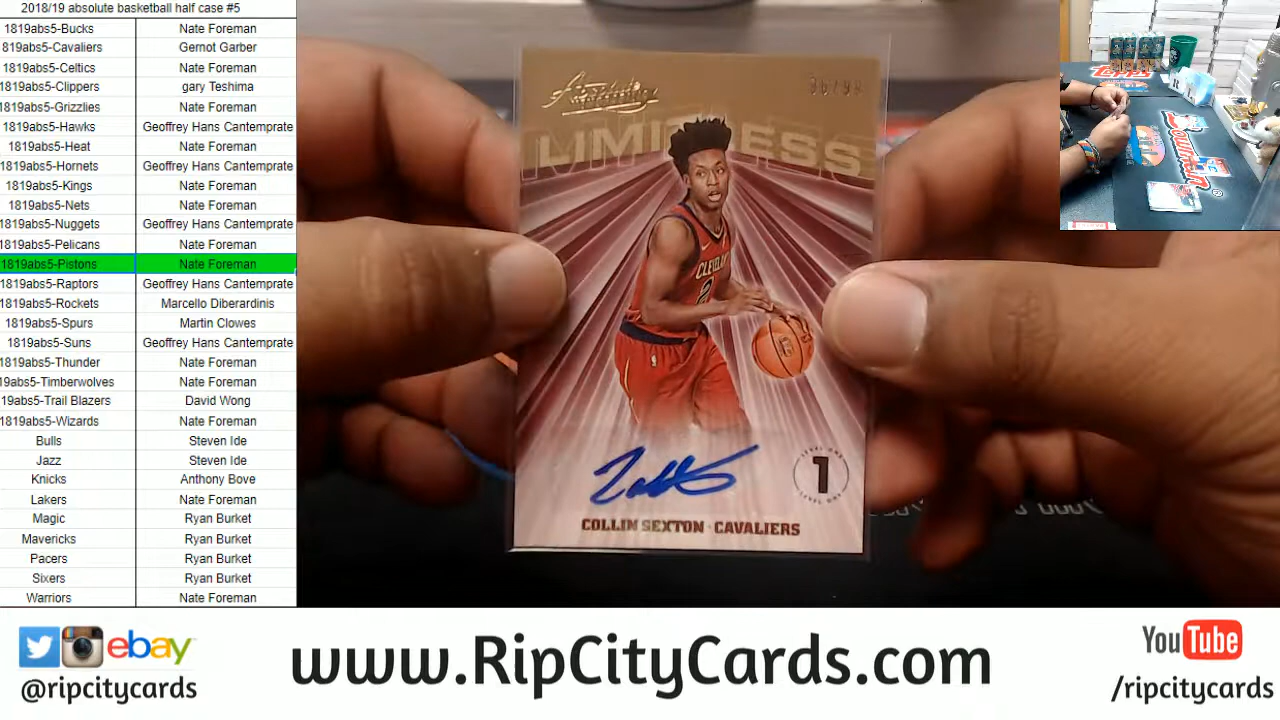 2018/19 absolute basketball half case #5
1819abs5-Bucks Nate Foreman
819abs5-Cavaliers Gernot Garber
1819abs5-Celtics Nate Foreman
1819abs5-Clippers gary Teshima
1819abs5-Grizzlies Nate Foreman
1819abs5-Hawks Geoffrey Hans Cantemprate
1819abs5-Heat Nate Foreman
1819abs5-Hornets Geoffrey Hans Cantemprate
1819abs5-Kings Nate Foreman
1819abs5-Nets Nate Foreman
1819abs5-Nuggets Geoffrey Hans Cantemprate
1819abs5-Pelicans Nate Foreman
1819abs5-Pistons Nate Foreman
1819abs5-Raptors Geoffrey Hans Cantemprate
1819abs5-Rockets Marcello Diberardinis
1819abs5-Spurs Martin Clowes
1819abs5-Suns Geoffrey Hans Cantemprate
1819abs5-Thunder Nate Foreman
19abs5-Timberwolves Nate Foreman
19abs5-Trail Blazers David Wong
1819abs5-Wizards Nate Foreman
Bulls Steven Ide
Jazz Steven Ide
Knicks Anthony Bove
Lakers Nate Foreman
Magic Ryan Burket
Mavericks Ryan Burket
Pacers Ryan Burket
Sixers Ryan Burket
Warriors Nate Foreman
Absolute
LIMITLESS
CLEVELAND
2
LEVEL ONE
1
LEVEL ONE
COLLIN SEXTON · CAVALIERS
ebay
@ripcitycards
www.RipCityCards.com
YouTube
/ripcitycards